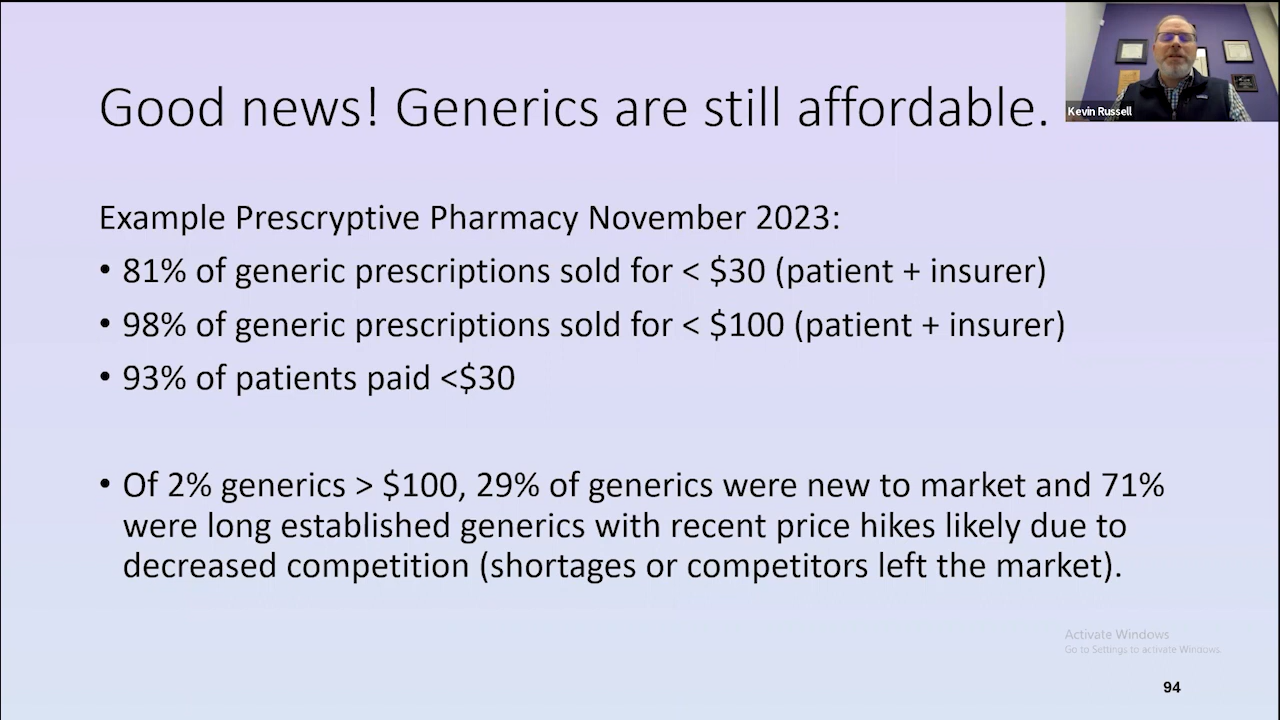 Good news! Generics are still affordable.
Kevin Russell
Example Prescryptive Pharmacy November 2023:
• 81% of generic prescriptions sold for < $30 (patient + insurer)
• 98% of generic prescriptions sold for < $100 (patient + insurer)
• 93% of patients paid <$30
• Of 2% generics > $100, 29% of generics were new to market and 71%
were long established generics with recent price hikes likely due to
decreased competition (shortages or competitors left the market).
Activate Windows
Go to Settings to activate Windows.
94